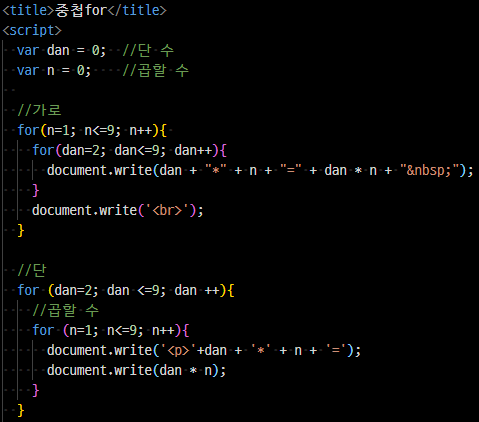 <title>중첩for</title>
<script>
var dan = 0; //단 수
var n = 0; //곱할 수
//가로
for(n=1; n<=9; n++){
for(dan=2; dan<=9; dan++){
document.write(dan + "*" + n + "=" + dan * n + "&nbsp;");
}
document.write('<br>');
}
//단
for (dan=2; dan <=9; dan ++){
//곱할 수
for (n=1; n<=9; n++){
document.write('<p>'+dan + '*' + n + '=');
document.write(dan * n);
}
}